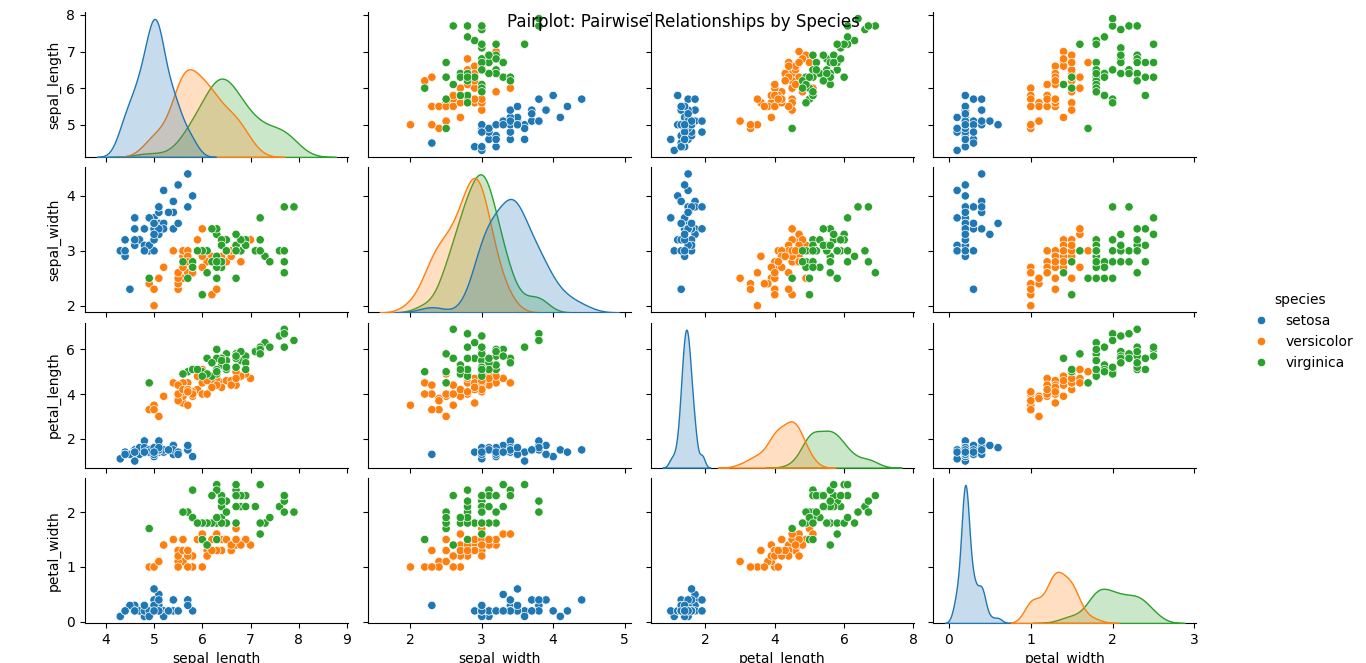 Pairplot: Pairwise Relationships by Species
8
7
6
5
sepal_length
4
3
2
sepal_width
6
4
2
petal_length
2
1
0
petal_width
4 5 6 7 8 9
2 3 4 5
2 4 6 8
0 1 2 3
sepal_length
sepal_width
petal_length
petal_width
species
setosa
versicolor
virginica